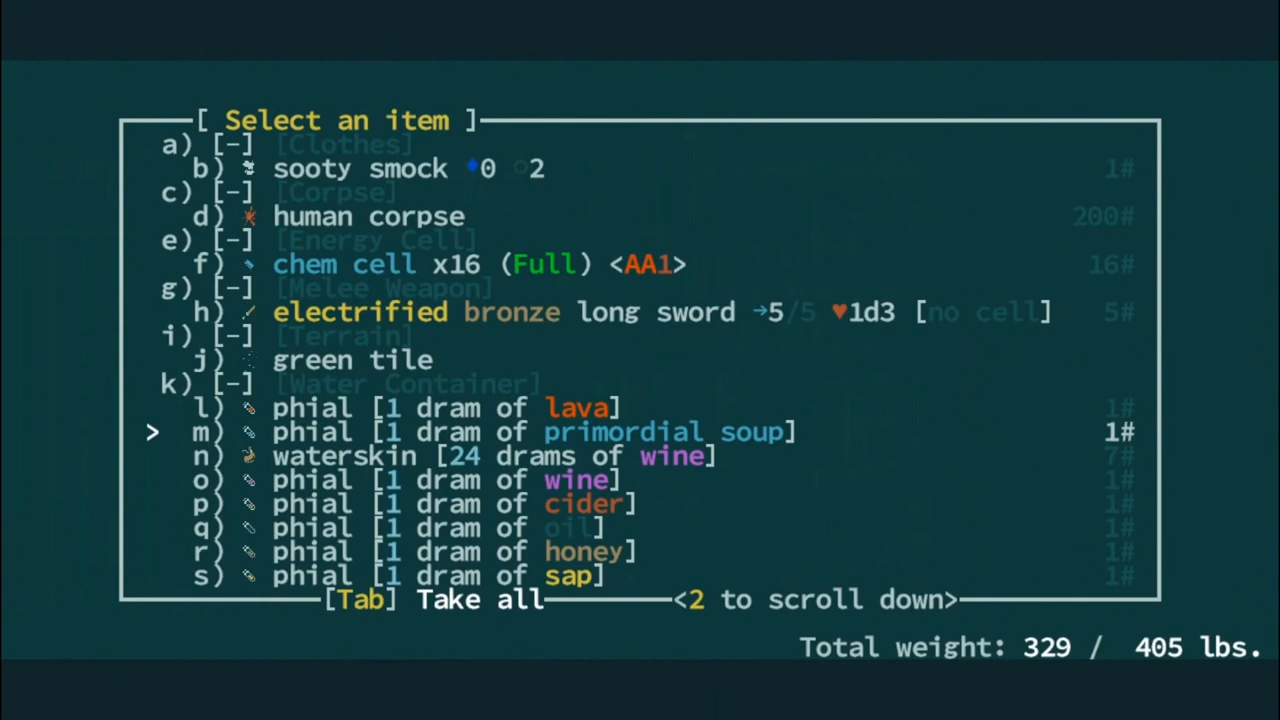 [ Select an item ]
a) [-] [Clothes]
b) sooty smock ♦0 ○2 1#
c) [-] [Corpse]
d) human corpse 200#
e) [-] [Energy Cell]
f) chem cell x16 (Full) <AA1> 16#
g) [-] [Melee Weapon]
h) electrified bronze long sword →5/5 ♥1d3 [no cell] 5#
i) [-] [Terrain]
j) green tile
k) [-] [Water Container]
l) phial [1 dram of lava] 1#
> m) phial [1 dram of primordial soup] 1#
n) waterskin [24 drams of wine] 7#
o) phial [1 dram of wine] 1#
p) phial [1 dram of cider] 1#
q) phial [1 dram of oil] 1#
r) phial [1 dram of honey] 1#
s) phial [1 dram of sap] 1#
[Tab] Take all <2 to scroll down>
Total weight: 329 / 405 lbs.